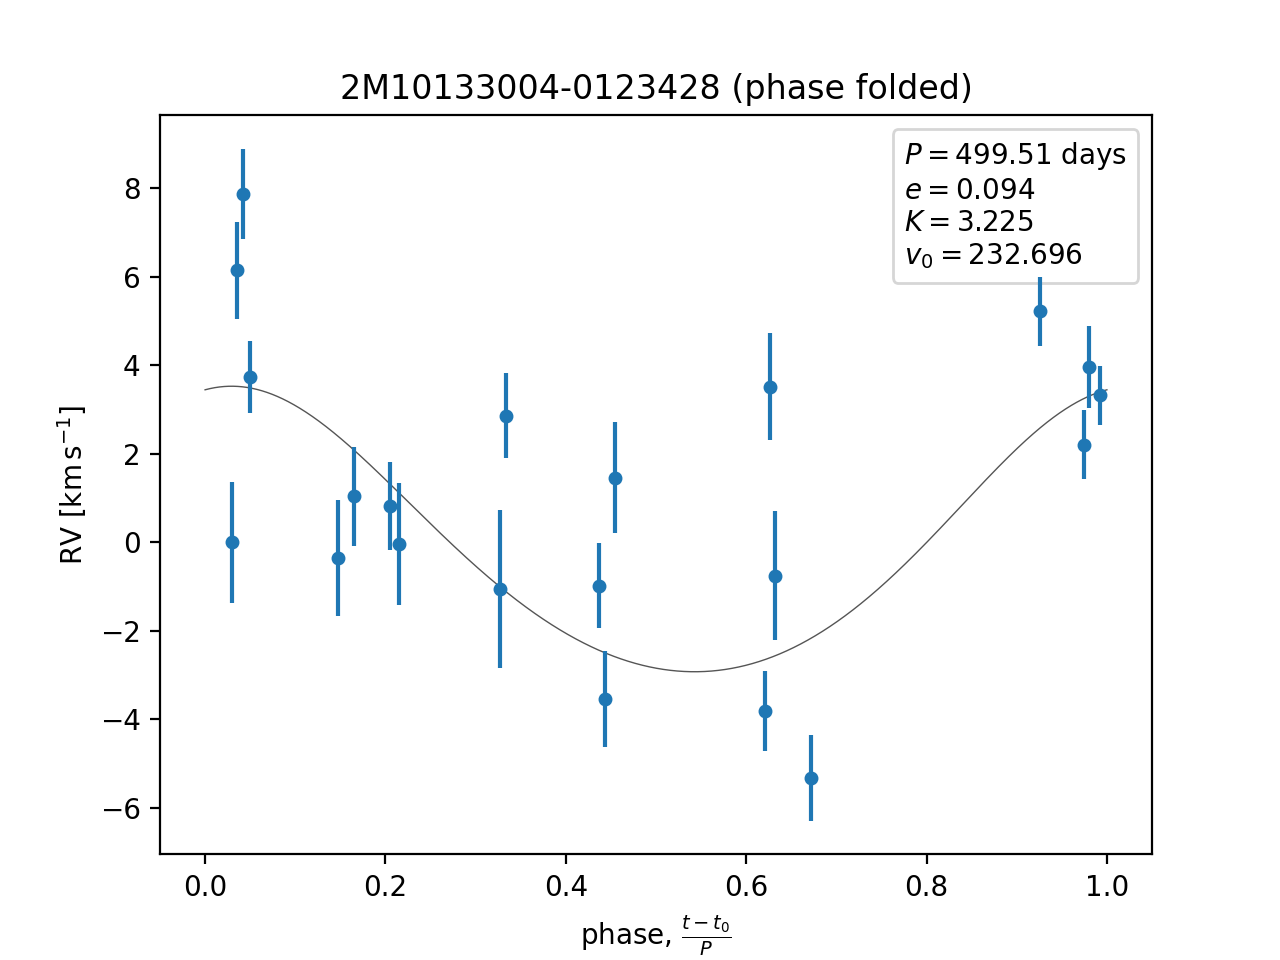 2M10133004-0123428 (phase folded)
P = 499.51 days
e = 0.094
K = 3.225
v₀ = 232.696
8
6
4
2
0
−2
−4
−6
RV [km s⁻¹]
0.0 0.2 0.4 0.6 0.8 1.0
phase, (t − t₀)/P